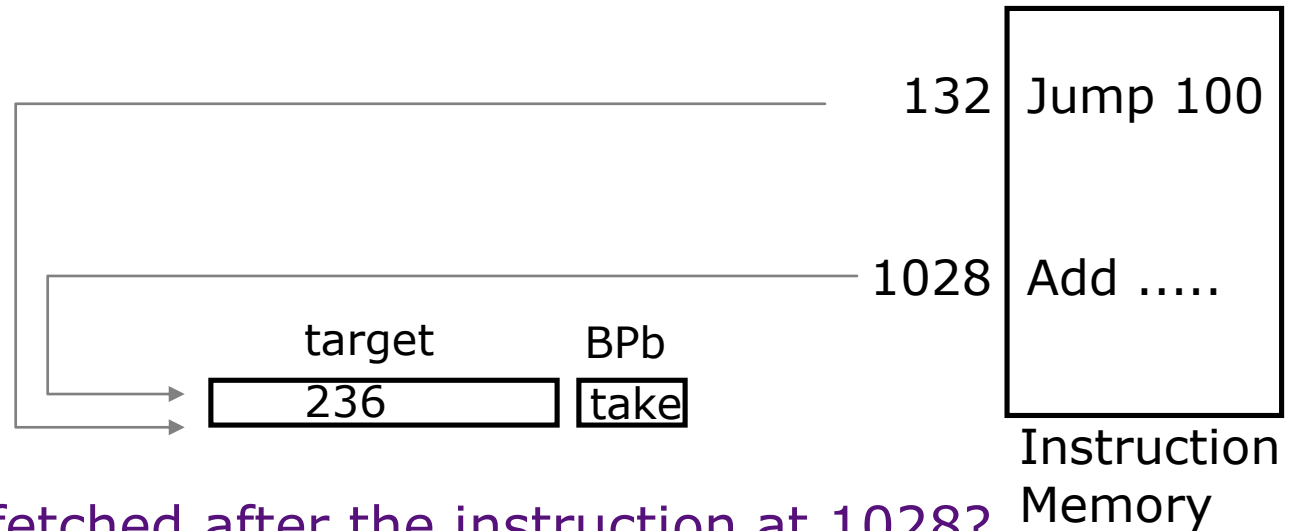 132 Jump 100
1028 Add .....
target BPb
236 take
Instruction
Memory
fetched after the instruction at 1028?